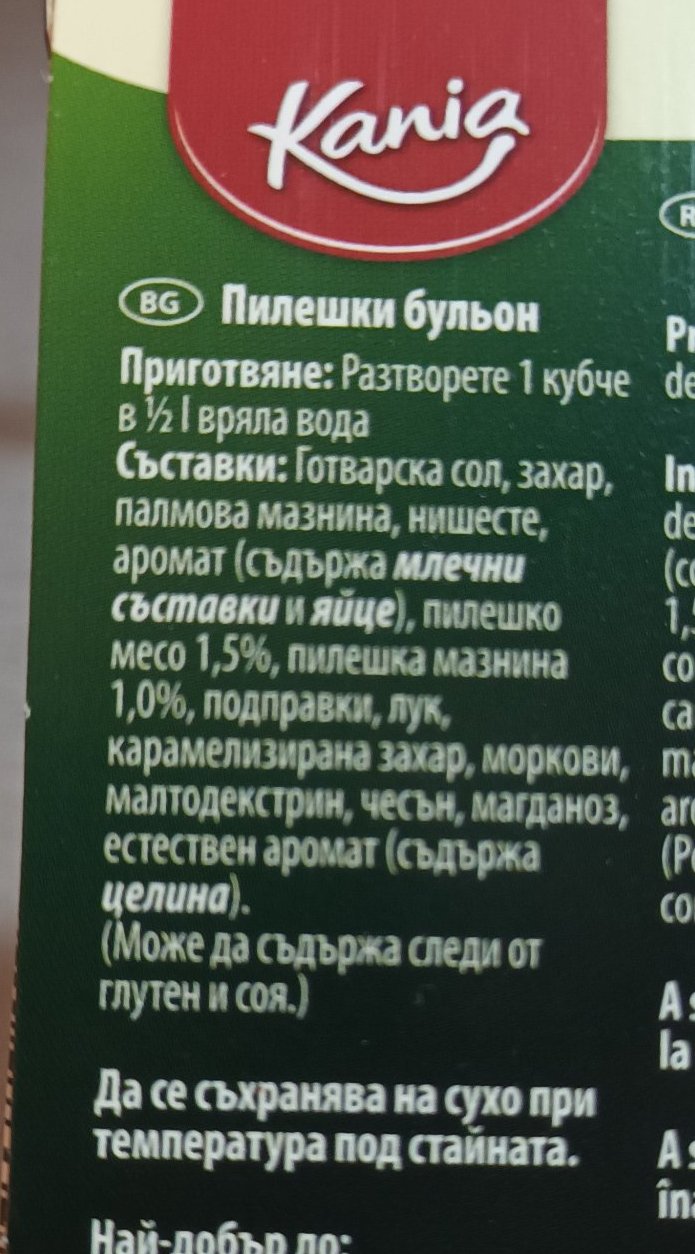 Kania
BG Пилешки бульон
Приготвяне: Разтворете 1 кубче
в ½ l вряла вода
Съставки: Готварска сол, захар,
палмова мазнина, нишесте,
аромат (съдържа млечни
съставки и яйце), пилешко
месо 1,5%, пилешка мазнина
1,0%, подправки, лук,
карамелизирана захар, моркови,
малтодекстрин, чесън, магданоз,
естествен аромат (съдържа
целина).
(Може да съдържа следи от
глутен и соя.)
Да се съхранява на сухо при
температура под стайната.
Най-добър до: